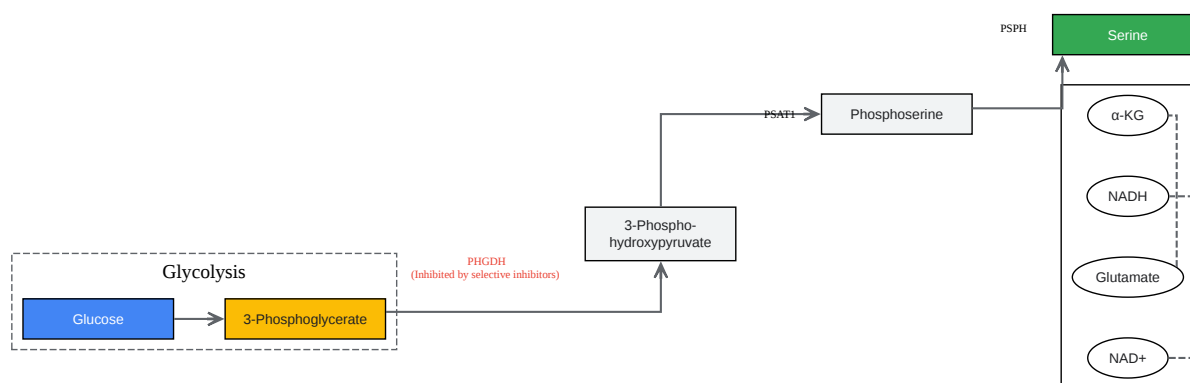 PSPH
Serine
PSAT1
Phosphoserine
α-KG
NADH
3-Phospho-
hydroxypyruvate
PHGDH
(Inhibited by selective inhibitors)
Glycolysis
Glucose
3-Phosphoglycerate
Glutamate
NAD+